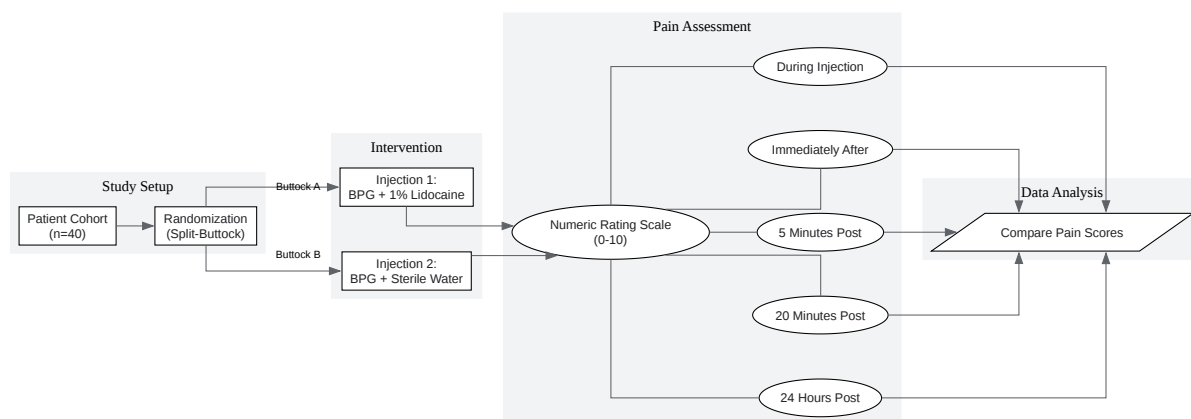 Study Setup
Patient Cohort
(n=40)
Randomization
(Split-Buttock)
Buttock A
Buttock B
Intervention
Injection 1:
BPG + 1% Lidocaine
Injection 2:
BPG + Sterile Water
Pain Assessment
Numeric Rating Scale
(0-10)
During Injection
Immediately After
5 Minutes Post
20 Minutes Post
24 Hours Post
Data Analysis
Compare Pain Scores